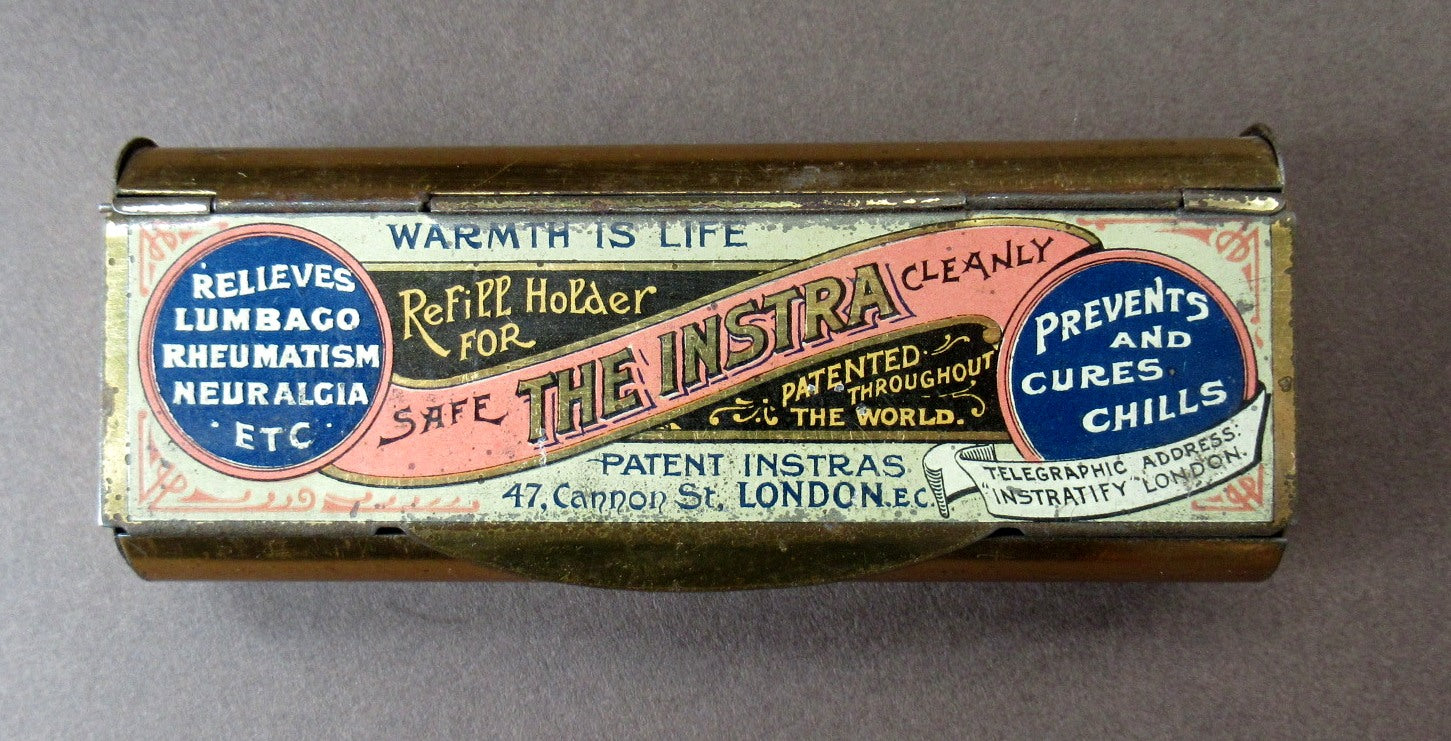 WARMTH IS LIFE
RELIEVES
LUMBAGO
RHEUMATISM
NEURALGIA
ETC
Refill Holder
FOR
SAFE THE INSTRA CLEANLY
PATENTED
THROUGHOUT
THE WORLD.
PREVENTS
AND
CURES
CHILLS
PATENT INSTRAS
47, Cannon St, LONDON.E.C.
TELEGRAPHIC ADDRESS:
"INSTRATIFY" LONDON.